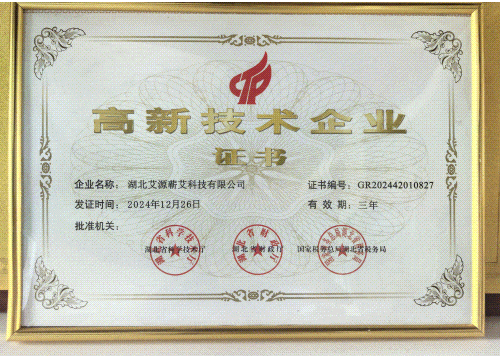 高新技术企业
证书
企业名称： 湖北艾源蕲艾科技有限公司 证书编号： GR202442010827
发证时间： 2024年12月26日 有 效 期： 三年
批准机关：
湖北省科学技术厅 湖北省财政厅 国家税务总局湖北省税务局